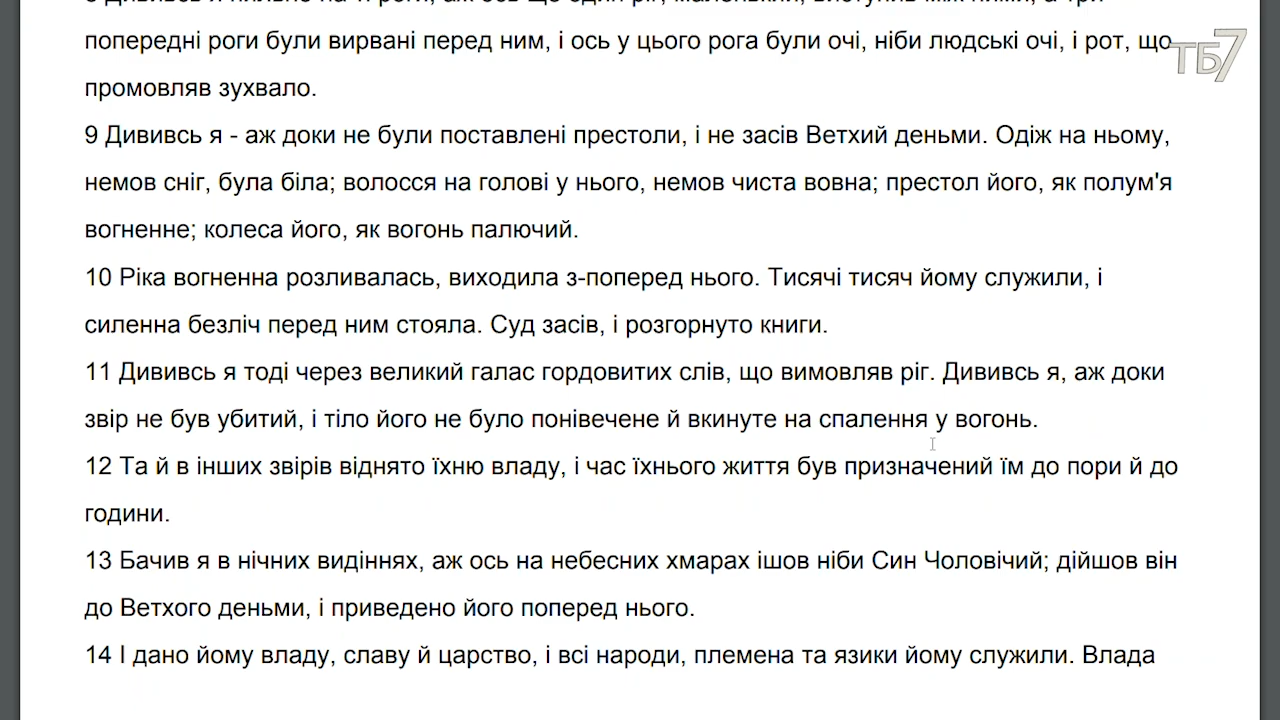 попередні роги були вирвані перед ним, і ось у цього рога були очі, ніби людські очі, і рот, що
ТБ7
промовляв зухвало.
9 Дививсь я - аж доки не були поставлені престоли, і не засів Ветхий деньми. Одіж на ньому,
немов сніг, була біла; волосся на голові у нього, немов чиста вовна; престол його, як полум'я
вогненне; колеса його, як вогонь палючий.
10 Ріка вогненна розливалась, виходила з-поперед нього. Тисячі тисяч йому служили, і
силенна безліч перед ним стояла. Суд засів, і розгорнуто книги.
11 Дививсь я тоді через великий галас гордовитих слів, що вимовляв ріг. Дививсь я, аж доки
звір не був убитий, і тіло його не було понівечене й вкинуте на спалення у вогонь.
12 Та й в інших звірів віднято їхню владу, і час їхнього життя був призначений їм до пори й до
години.
13 Бачив я в нічних видіннях, аж ось на небесних хмарах ішов ніби Син Чоловічий; дійшов він
до Ветхого деньми, і приведено його поперед нього.
14 І дано йому владу, славу й царство, і всі народи, племена та язики йому служили. Влада